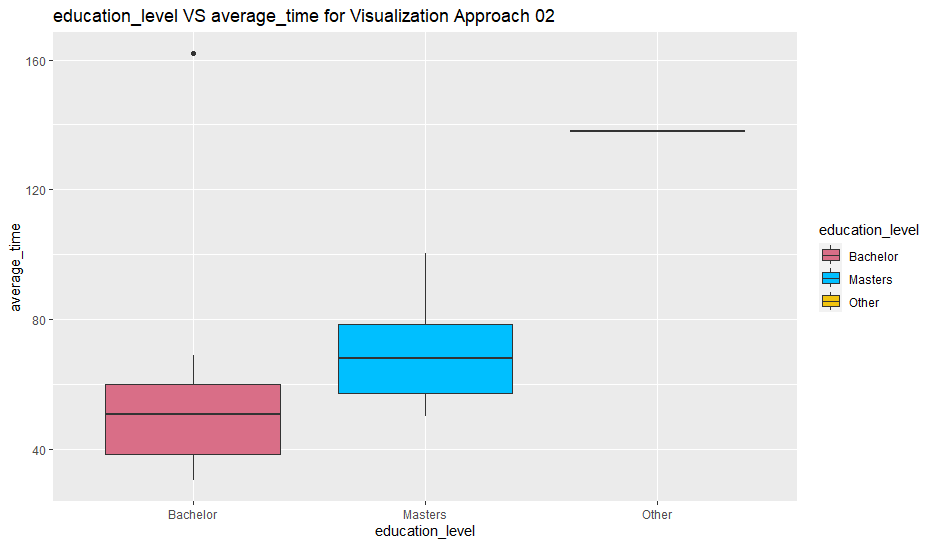 education_level VS average_time for Visualization Approach 02
160
120
80
40
average_time
Bachelor
Masters
Other
education_level
education_level
Bachelor
Masters
Other